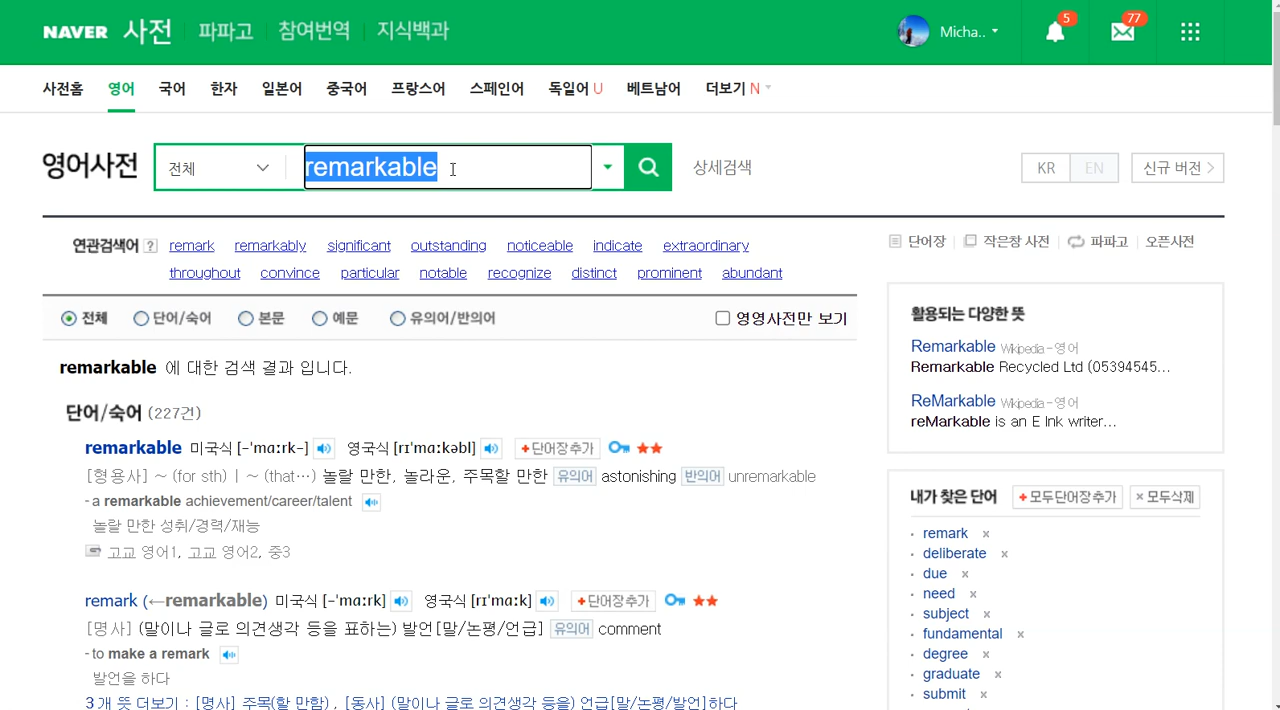 NAVER 사전 파파고 참여번역 지식백과 Micha.. 5 77
사전홈 영어 국어 한자 일본어 중국어 프랑스어 스페인어 독일어 U 베트남어 더보기 N
영어사전 전체 remarkable 상세검색 KR EN 신규 버전
연관검색어 ? remark remarkably significant outstanding noticeable indicate extraordinary
throughout convince particular notable recognize distinct prominent abundant
단어장 작은창 사전 파파고 오픈사전
전체 단어/숙어 본문 예문 유의어/반의어 영영사전만 보기
remarkable 에 대한 검색 결과 입니다.
단어/숙어 (227건)
remarkable 미국식 [-ˈmɑːrk-] 영국식 [rɪˈmɑːkəbl] +단어장추가 ★★
[형용사] ~ (for sth) | ~ (that…) 놀랄 만한, 놀라운, 주목할 만한 유의어 astonishing 반의어 unremarkable
- a remarkable achievement/career/talent
놀랄 만한 성취/경력/재능
고교 영어1, 고교 영어2, 중3
remark (←remarkable) 미국식 [-ˈmɑːrk] 영국식 [rɪˈmɑːk] +단어장추가 ★★
[명사] (말이나 글로 의견생각 등을 표하는) 발언[말/논평/언급] 유의어 comment
- to make a remark
발언을 하다
3개 뜻 더보기 : [명사] 주목(할 만함) , [동사] (말이나 글로 의견생각 등을) 언급[말/논평/발언]하다
활용되는 다양한 뜻
Remarkable Wikipedia-영어
Remarkable Recycled Ltd (05394545...
ReMarkable Wikipedia-영어
reMarkable is an E Ink writer...
내가 찾은 단어 +모두단어장추가 ×모두삭제
· remark x
· deliberate x
· due x
· need x
· subject x
· fundamental x
· degree x
· graduate x
· submit x